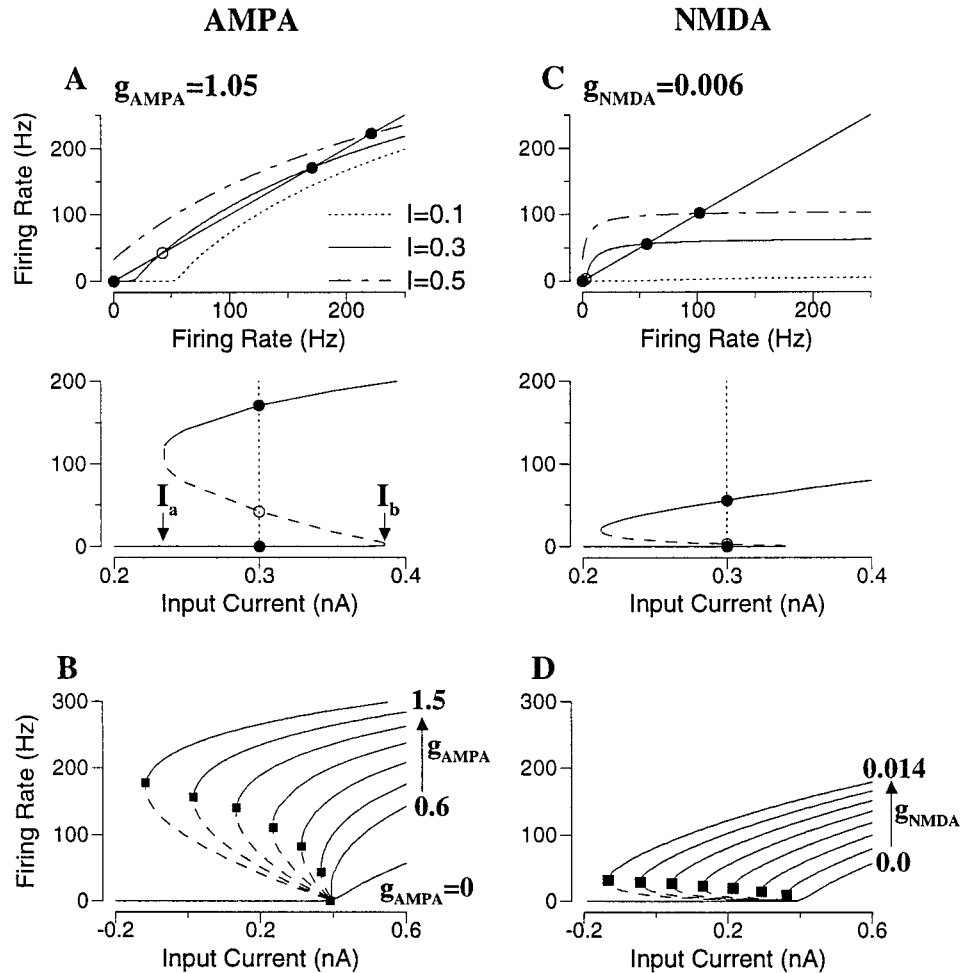 AMPA
NMDA
A
g_AMPA=1.05
Firing Rate (Hz)
200
100
0
I=0.1
I=0.3
I=0.5
0
100
200
Firing Rate (Hz)
C
g_NMDA=0.006
200
100
0
0
100
200
Firing Rate (Hz)
200
100
0
I_a
I_b
0.2
0.3
0.4
Input Current (nA)
200
100
0
0.2
0.3
0.4
Input Current (nA)
B
Firing Rate (Hz)
300
200
100
0
1.5
g_AMPA
0.6
g_AMPA=0
-0.2
0.2
0.6
Input Current (nA)
D
300
200
100
0
0.014
g_NMDA
0.0
-0.2
0.2
0.6
Input Current (nA)